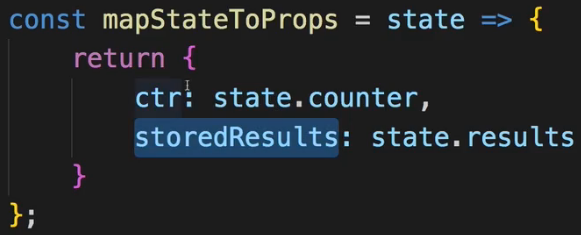 const mapStateToProps = state => {
    return {
        ctr: state.counter,
        storedResults: state.results
    }
};